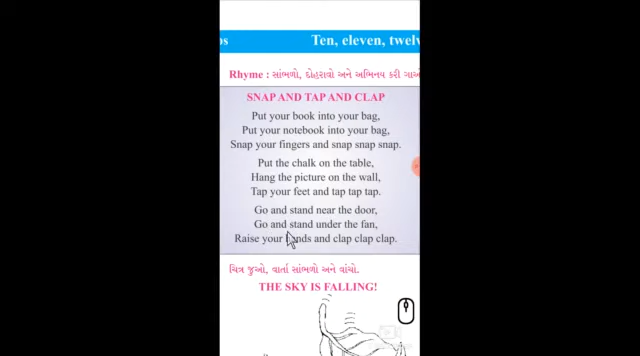 Ten, eleven,
Rhyme : સાંભળો, દોહરાવો અને અભિનય કરી
SNAP AND TAP AND CLAP
Put your book into your bag,
Put your notebook into your bag,
Snap your fingers and snap snap snap.
Put the chalk on the table,
Hang the picture on the wall,
Tap your feet and tap tap tap.
Go and stand near the door,
Go and stand under the fan,
Raise your hands and clap clap clap.
ચિત્ર જુઓ, વાર્તા સાંભળો અને વાંચો.
THE SKY IS FALLING!